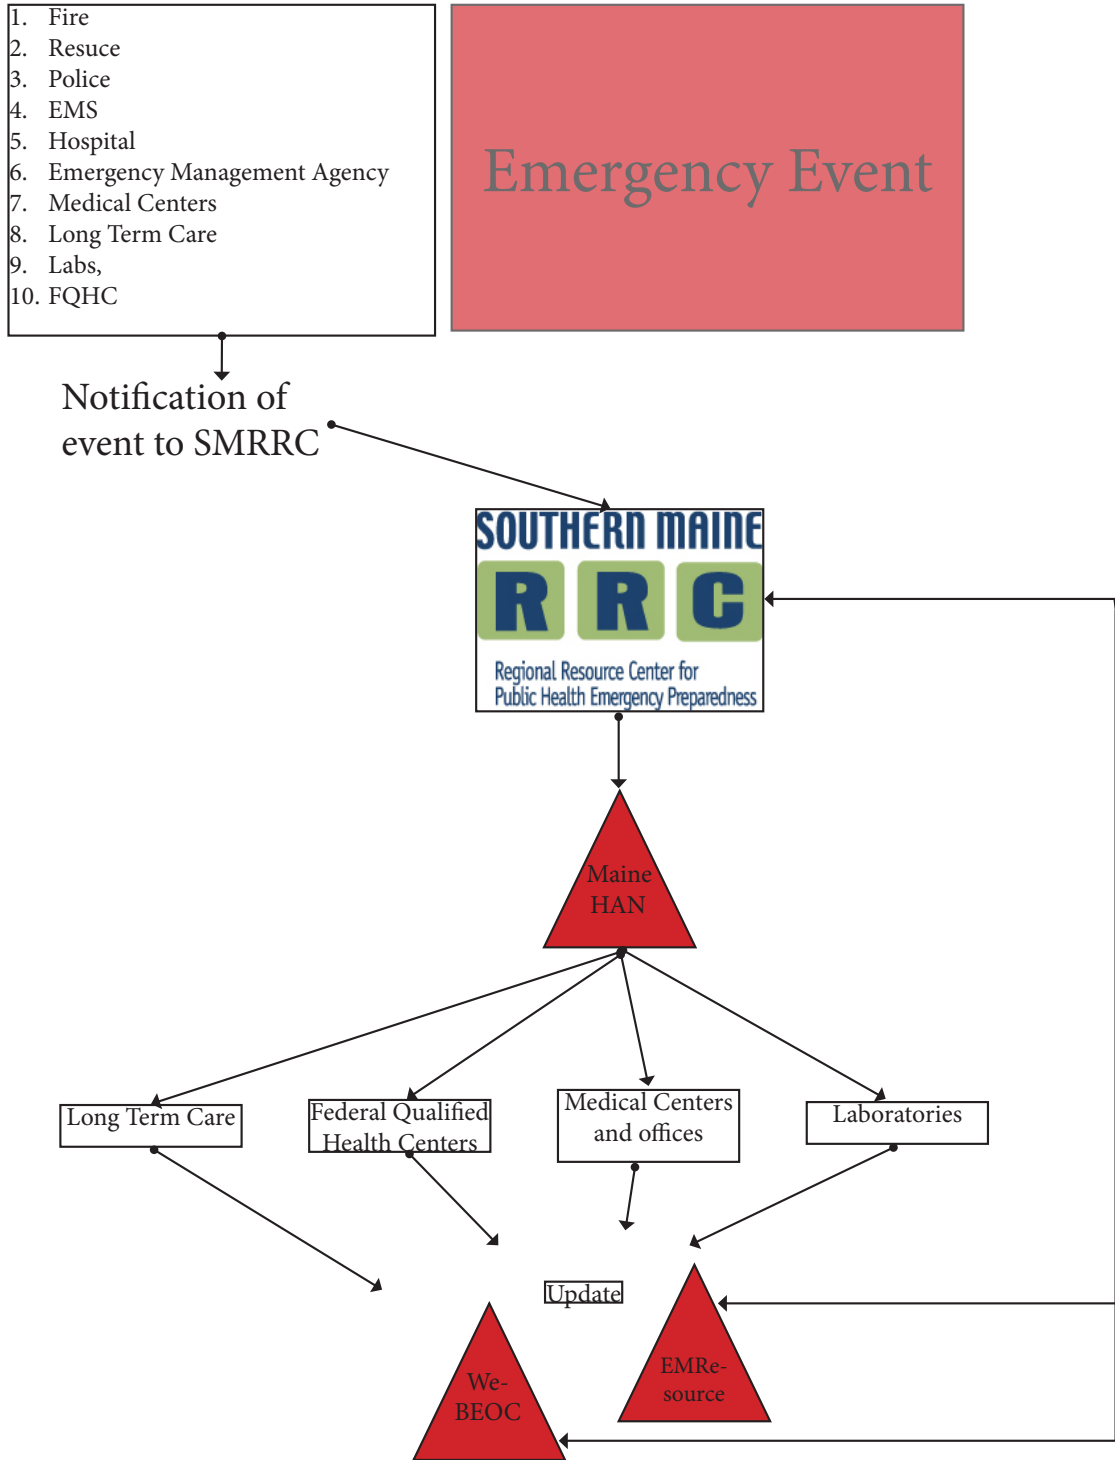 1. Fire
2. Resuce
3. Police
4. EMS
5. Hospital
6. Emergency Management Agency
7. Medical Centers
8. Long Term Care
9. Labs,
10. FQHC
Emergency Event
Notification of
event to SMRRC
SOUTHERN MAINE
R R C
Regional Resource Center for
Public Health Emergency Preparedness
Maine
HAN
Long Term Care
Federal Qualified
Health Centers
Medical Centers
and offices
Laboratories
Update
We-
BEOC
EMRe-
source